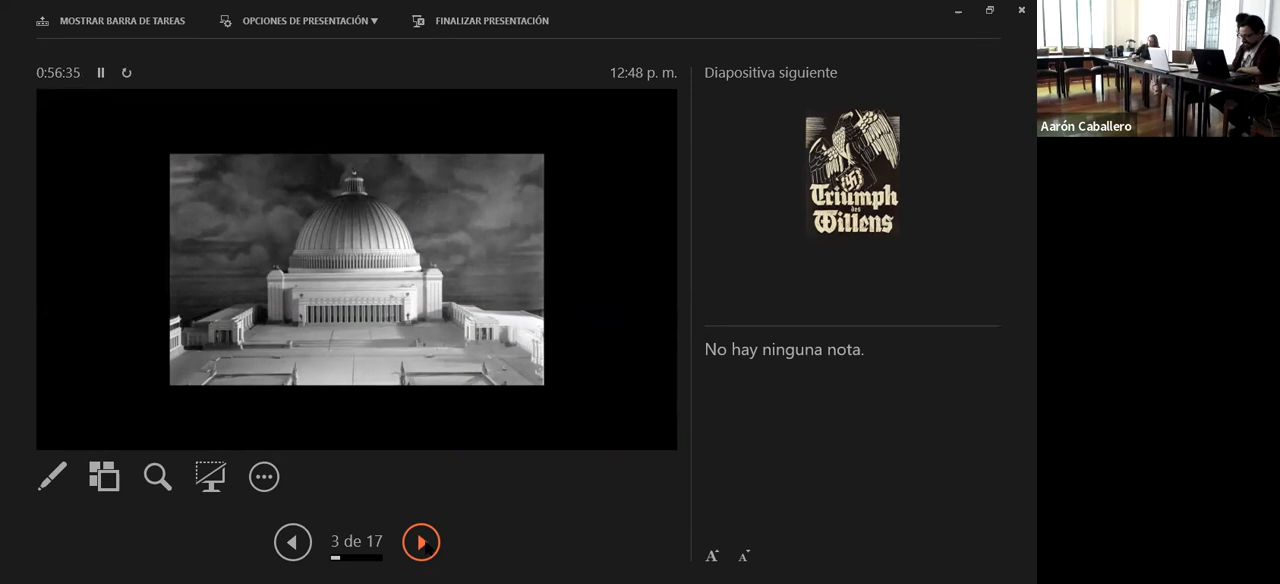 MOSTRAR BARRA DE TAREAS
OPCIONES DE PRESENTACIÓN ▼
FINALIZAR PRESENTACIÓN
0:56:35
12:48 p. m.
Diapositiva siguiente
Triumph
des
Willens
No hay ninguna nota.
3 de 17
A A
Aarón Caballero